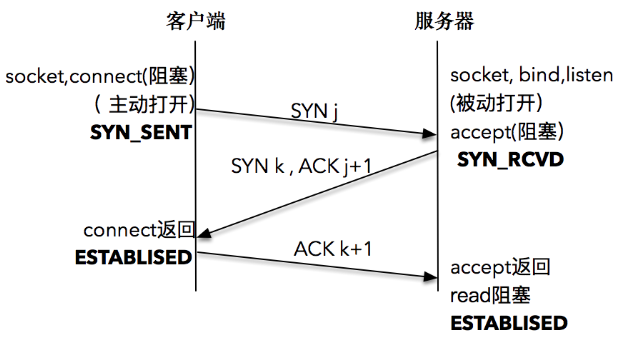 客户端
服务器
socket,connect(阻塞)
( 主动打开)
SYN_SENT
socket, bind,listen
(被动打开)
accept(阻塞)
SYN_RCVD
SYN j
SYN k , ACK j+1
connect返回
ESTABLISED
ACK k+1
accept返回
read阻塞
ESTABLISED